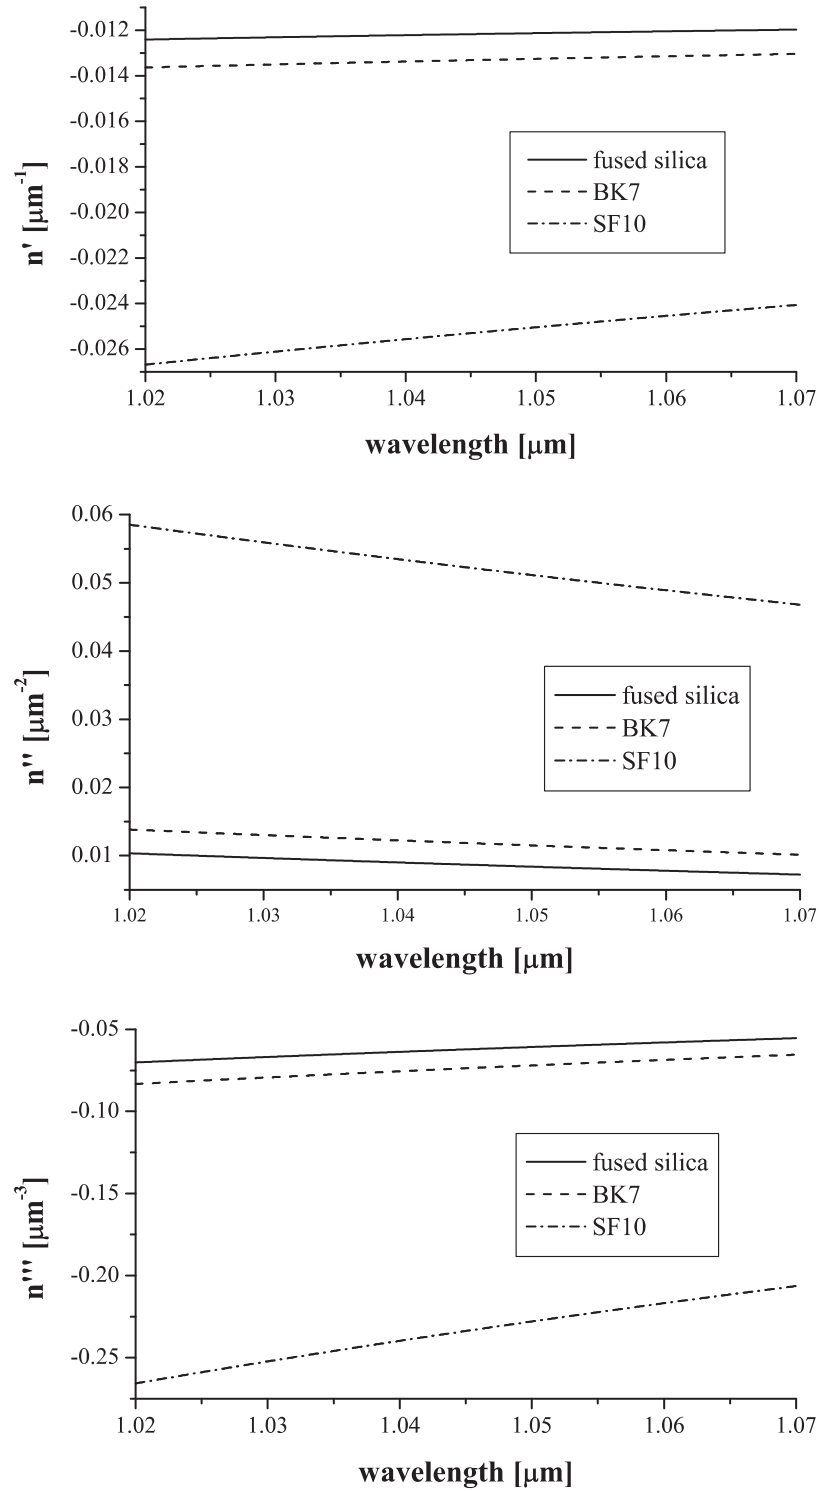 -0.012
-0.014
-0.016
-0.018
-0.020
-0.022
-0.024
-0.026
n' [μm⁻¹]
fused silica
BK7
SF10
1.02 1.03 1.04 1.05 1.06 1.07
wavelength [μm]
0.06
0.05
0.04
0.03
0.02
0.01
n'' [μm⁻²]
fused silica
BK7
SF10
1.02 1.03 1.04 1.05 1.06 1.07
wavelength [μm]
-0.05
-0.10
-0.15
-0.20
-0.25
n''' [μm⁻³]
fused silica
BK7
SF10
1.02 1.03 1.04 1.05 1.06 1.07
wavelength [μm]